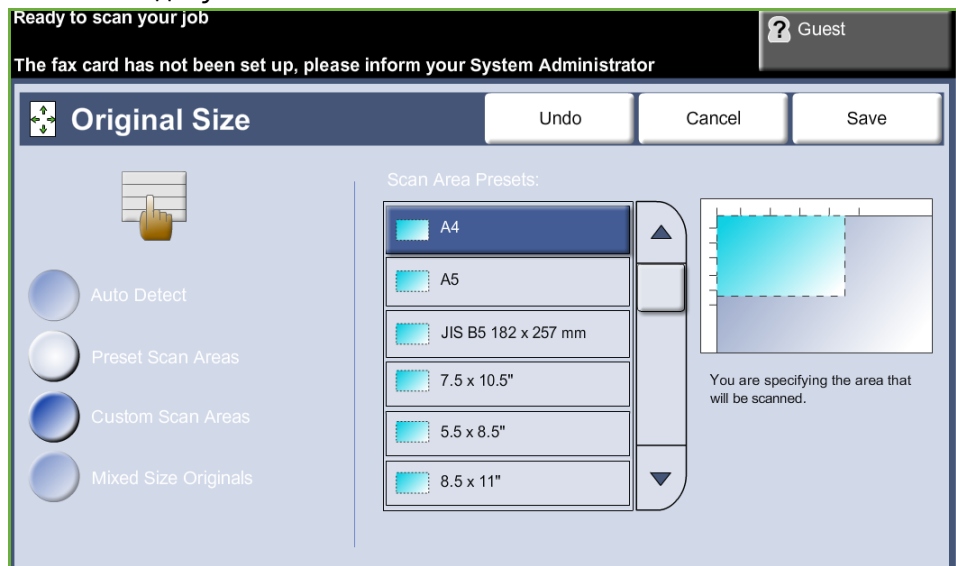 Ready to scan your job
Guest
The fax card has not been set up, please inform your System Administrator
Original Size
Undo
Cancel
Save
Scan Area Presets:
A4
A5
JIS B5 182 x 257 mm
7.5 x 10.5"
5.5 x 8.5"
8.5 x 11"
Auto Detect
Preset Scan Areas
Custom Scan Areas
Mixed Size Originals
You are specifying the area that
will be scanned.